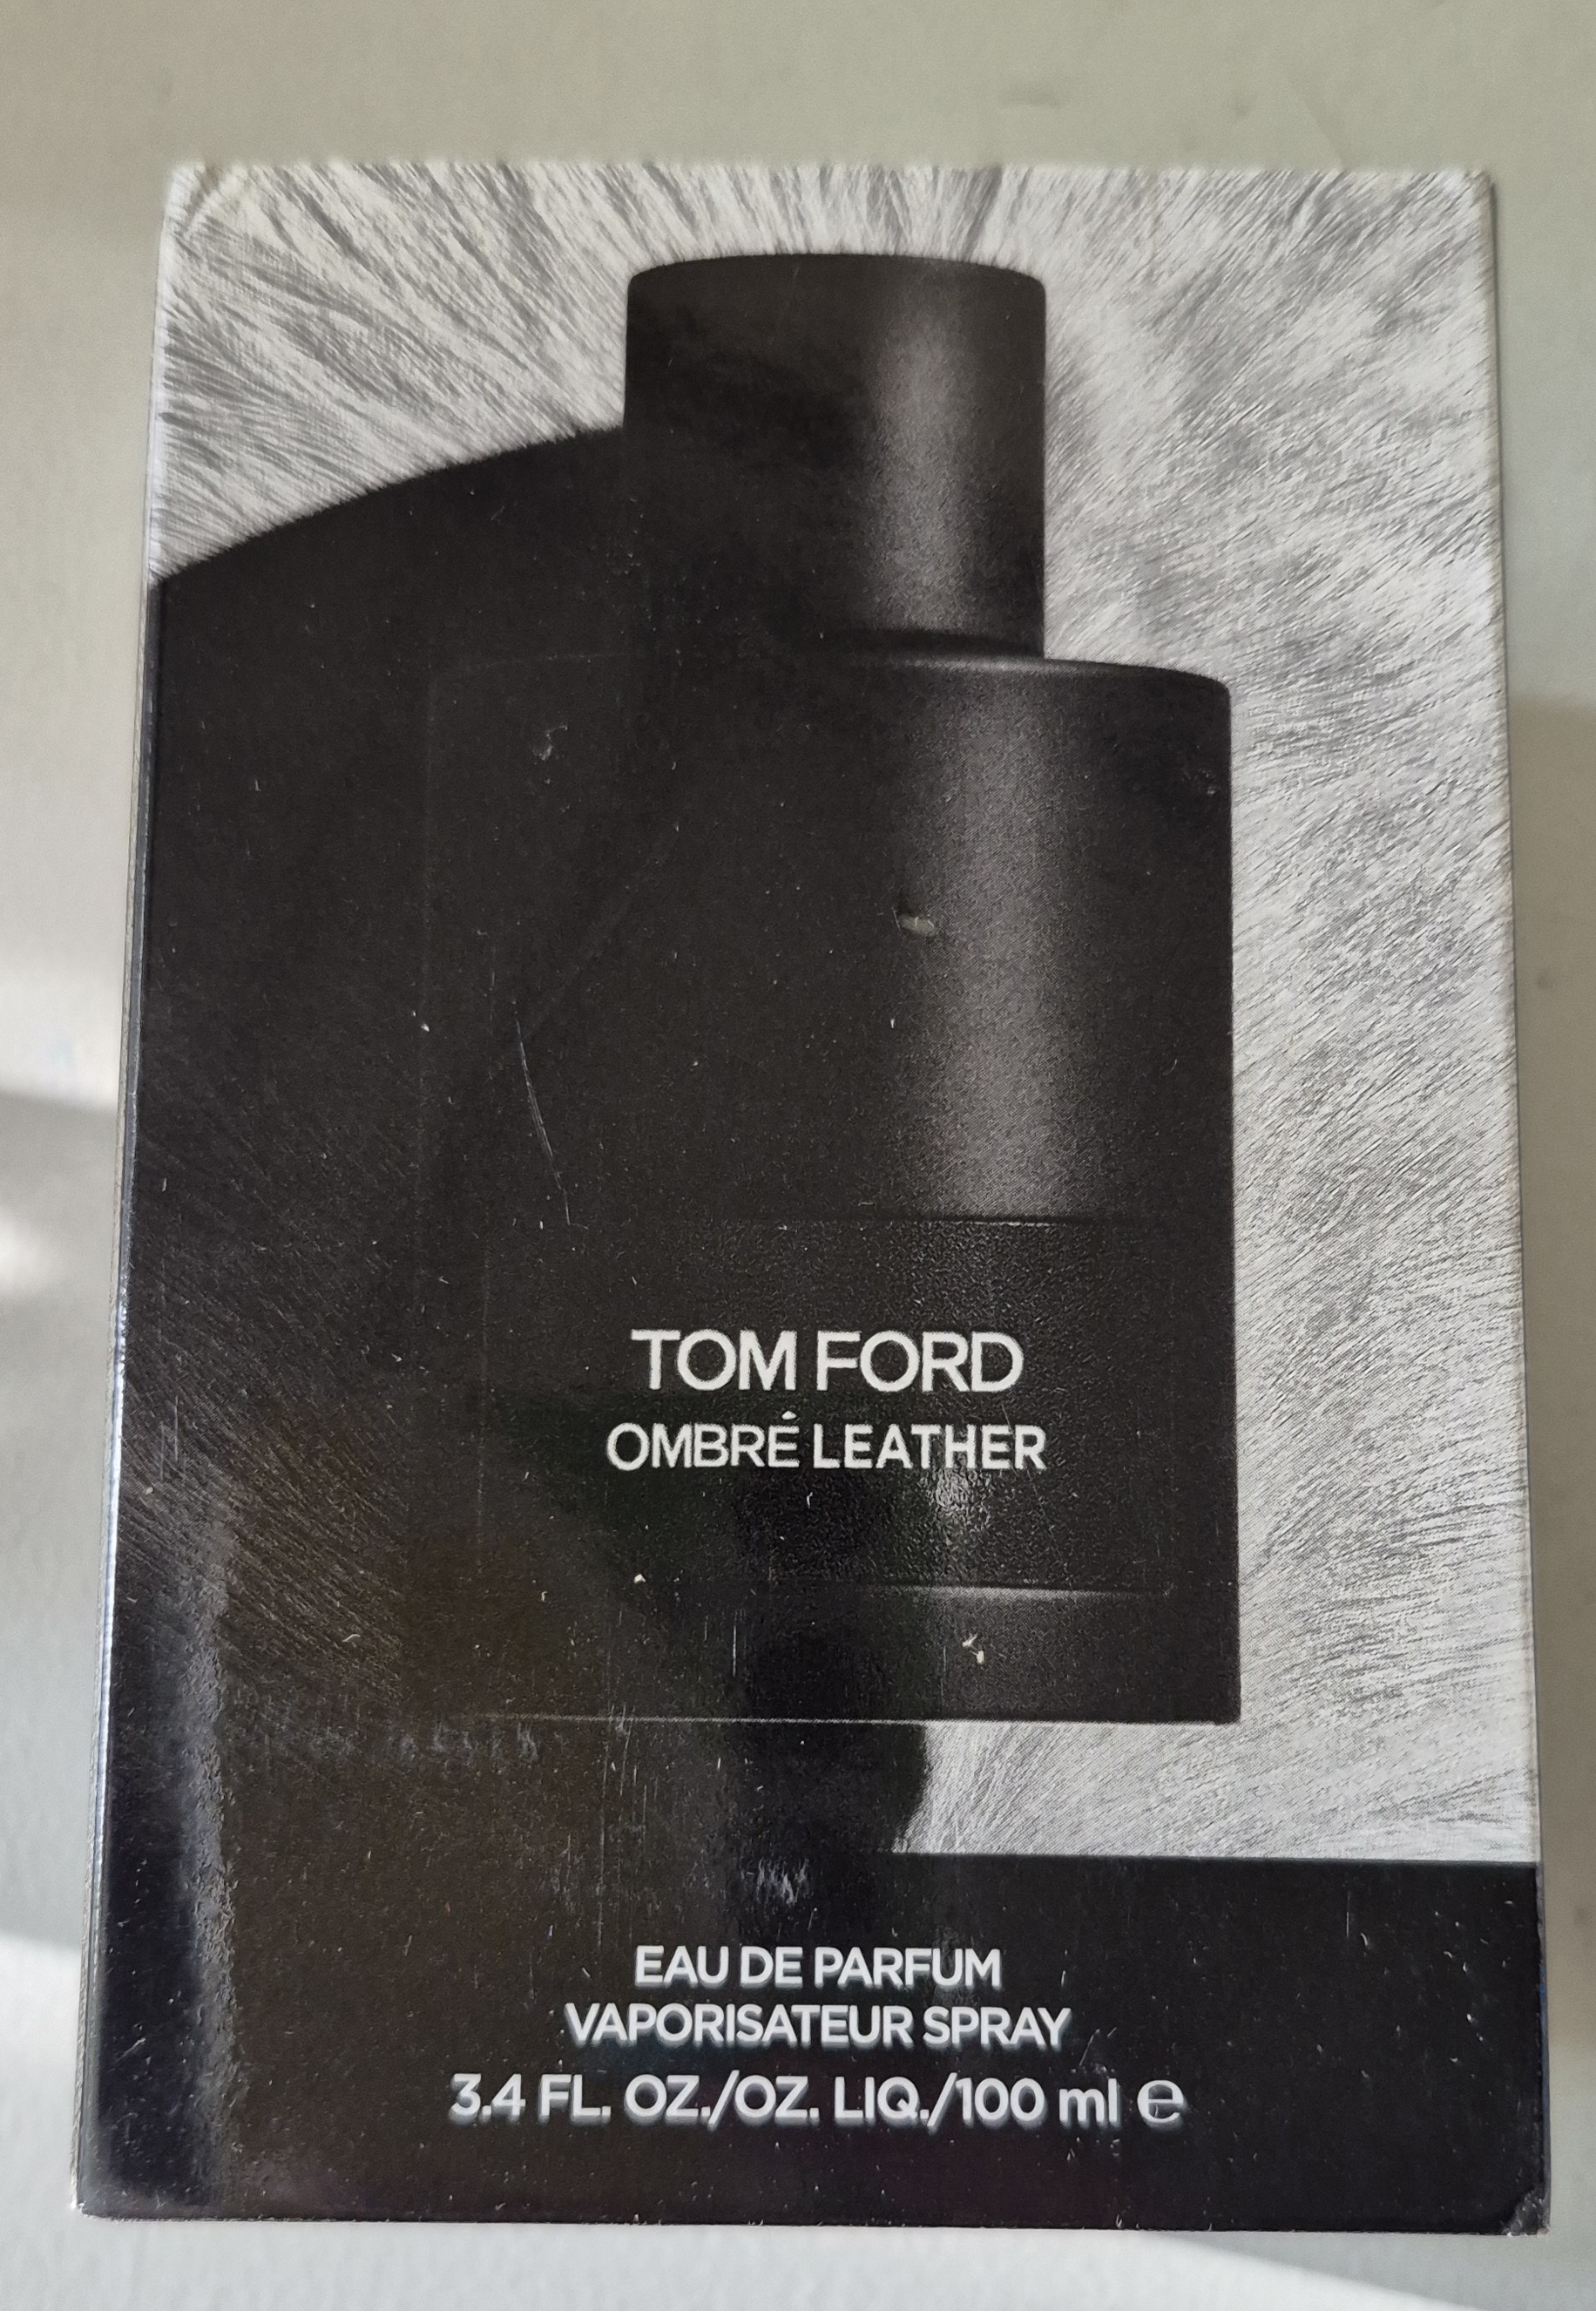 TOM FORD
OMBRÉ LEATHER
EAU DE PARFUM
VAPORISATEUR SPRAY
3.4 FL. OZ./OZ. LIQ./100 ml ℮